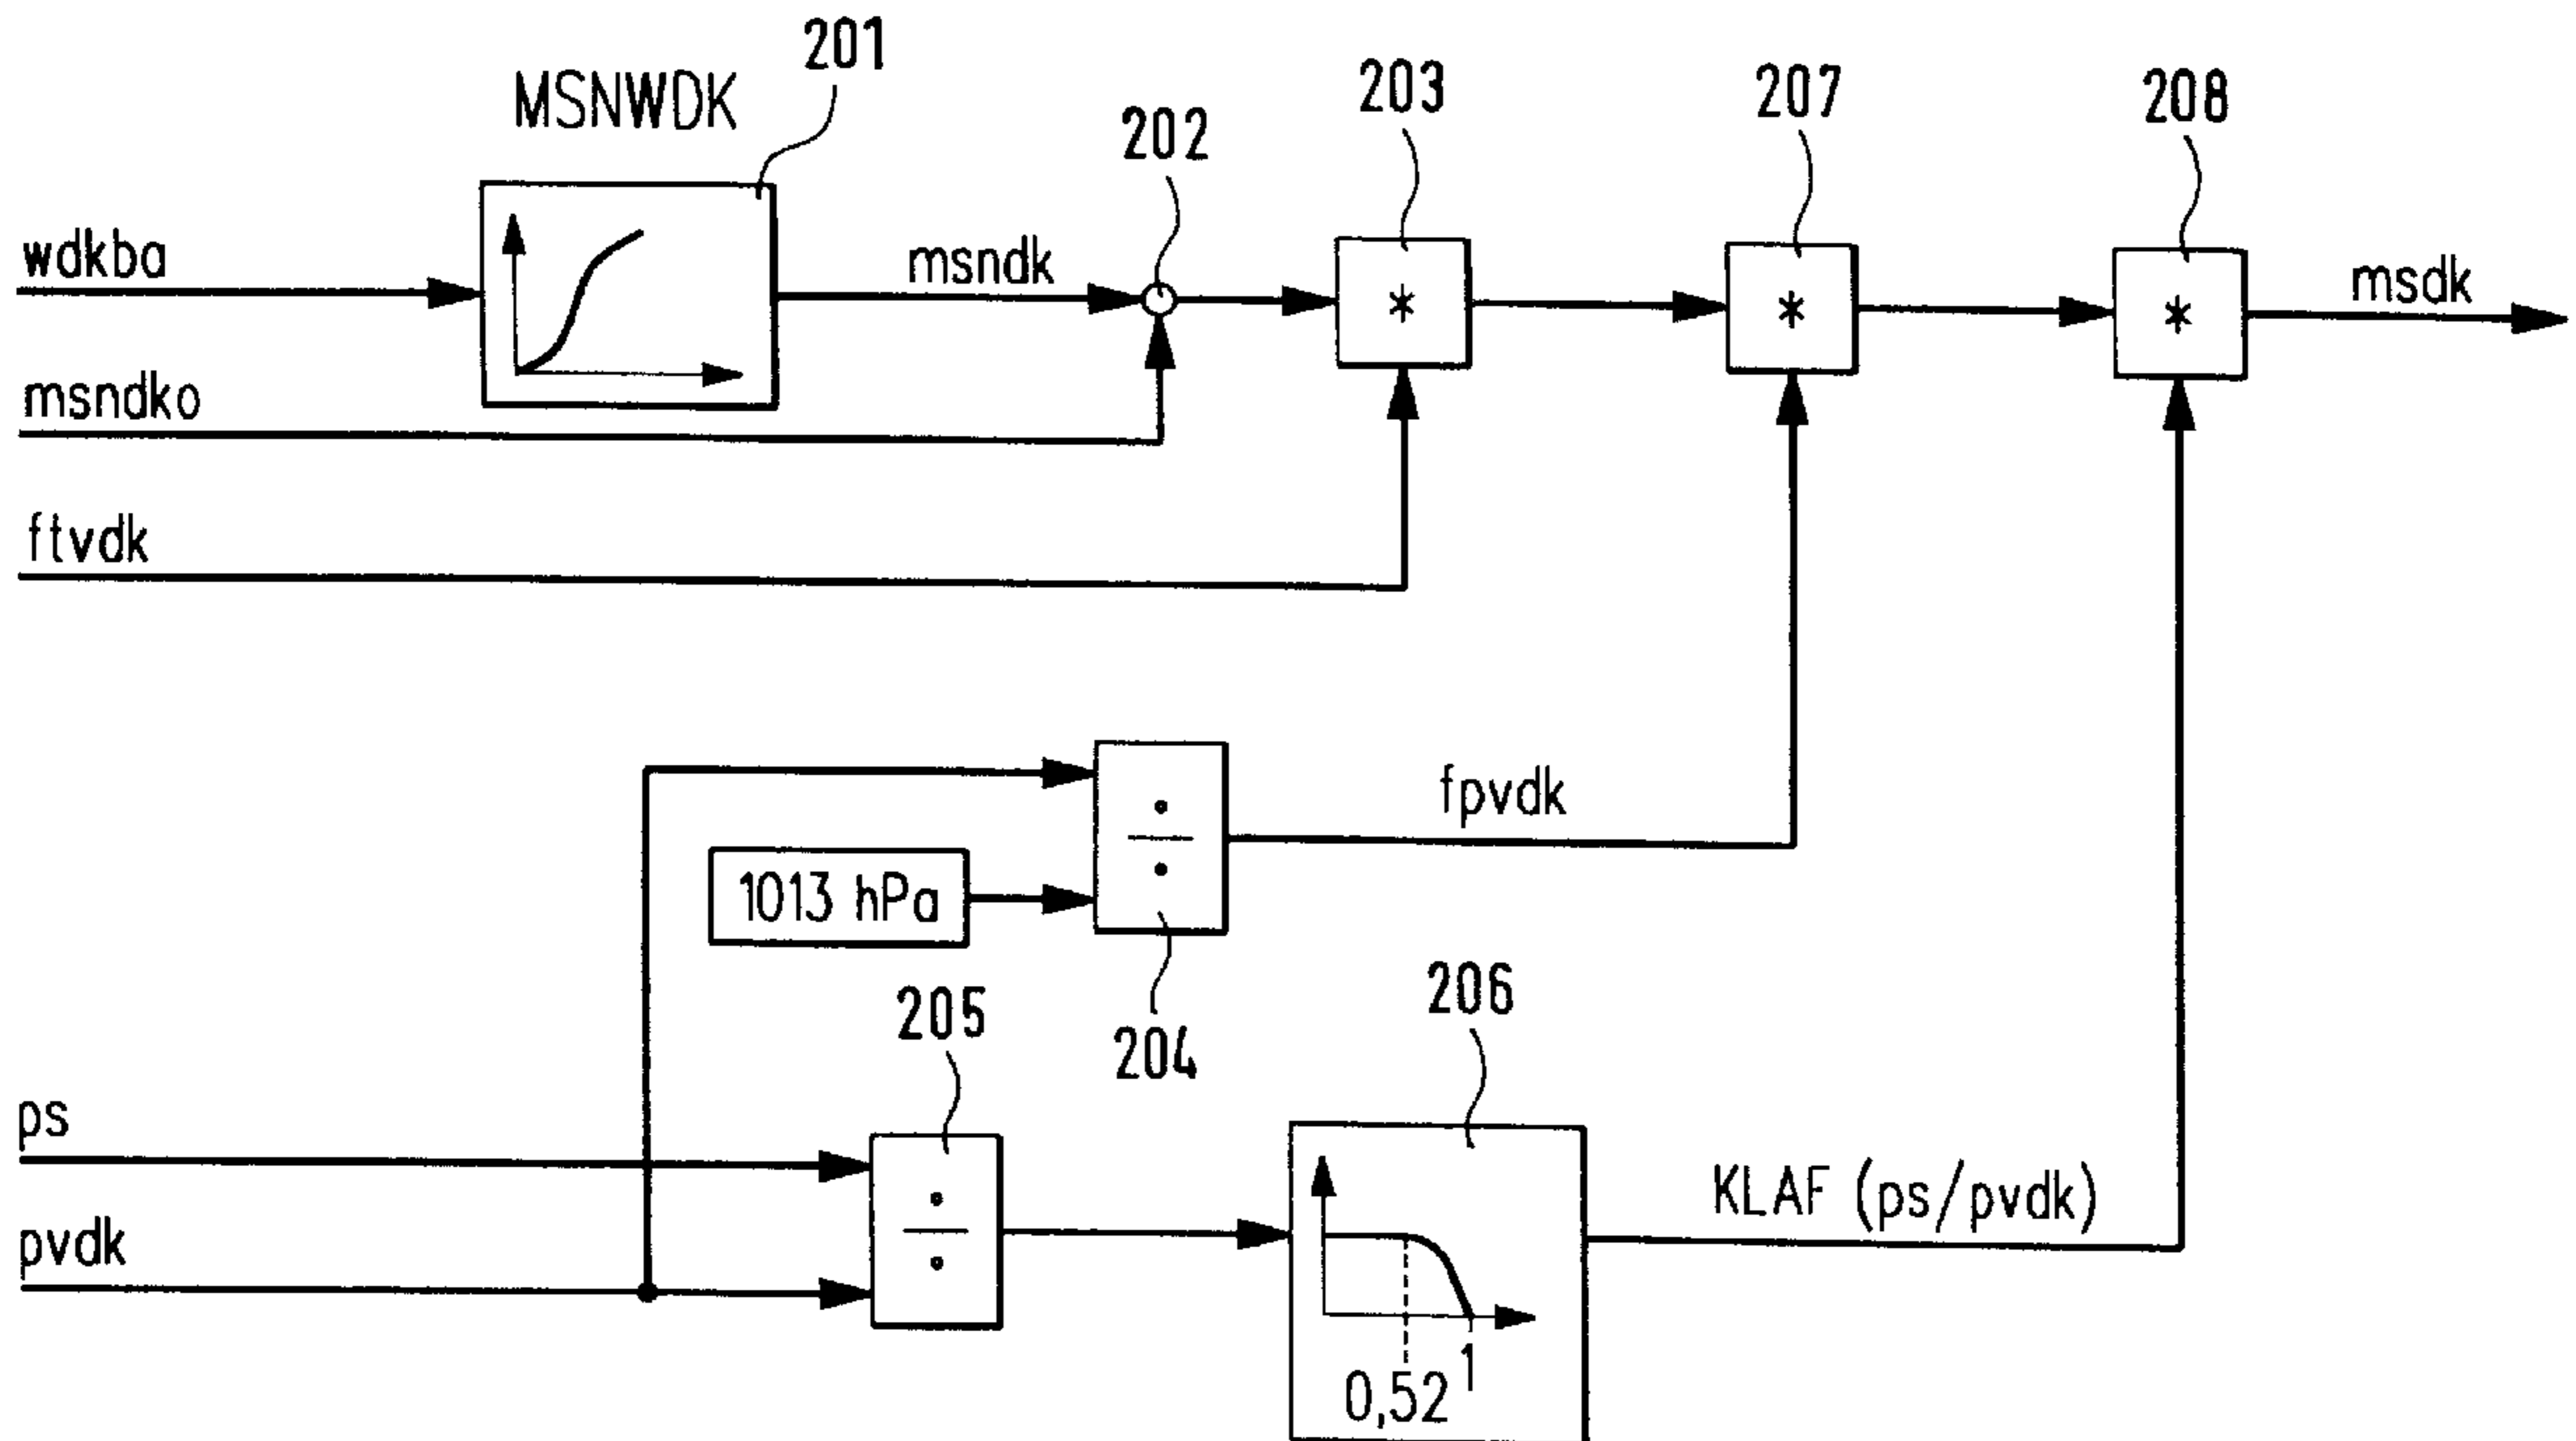 201
MSNWDK
202
203
207
208
wdkba
msndk
*
*
*
msdk
msndko
ftvdk
fpvdk
1013 hPa
204
205
206
ps
pvdk
KLAF (ps/pvdk)
0,52
1